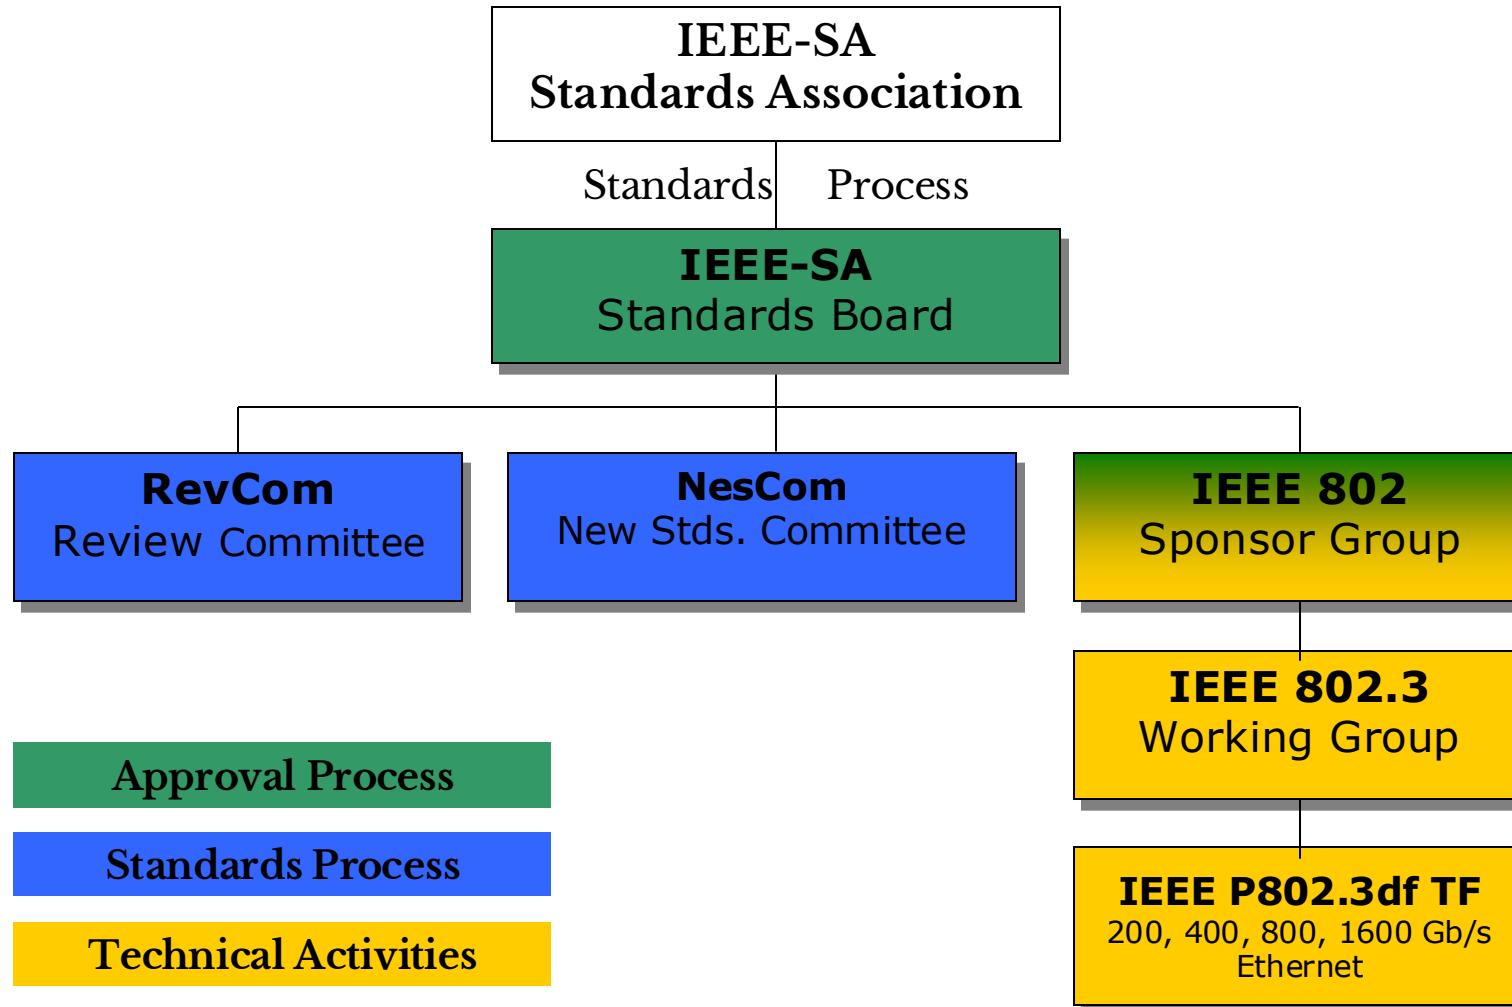 IEEE-SA
Standards Association
Standards Process
IEEE-SA
Standards Board
RevCom
Review Committee
NesCom
New Stds. Committee
IEEE 802
Sponsor Group
IEEE 802.3
Working Group
IEEE P802.3df TF
200, 400, 800, 1600 Gb/s
Ethernet
Approval Process
Standards Process
Technical Activities